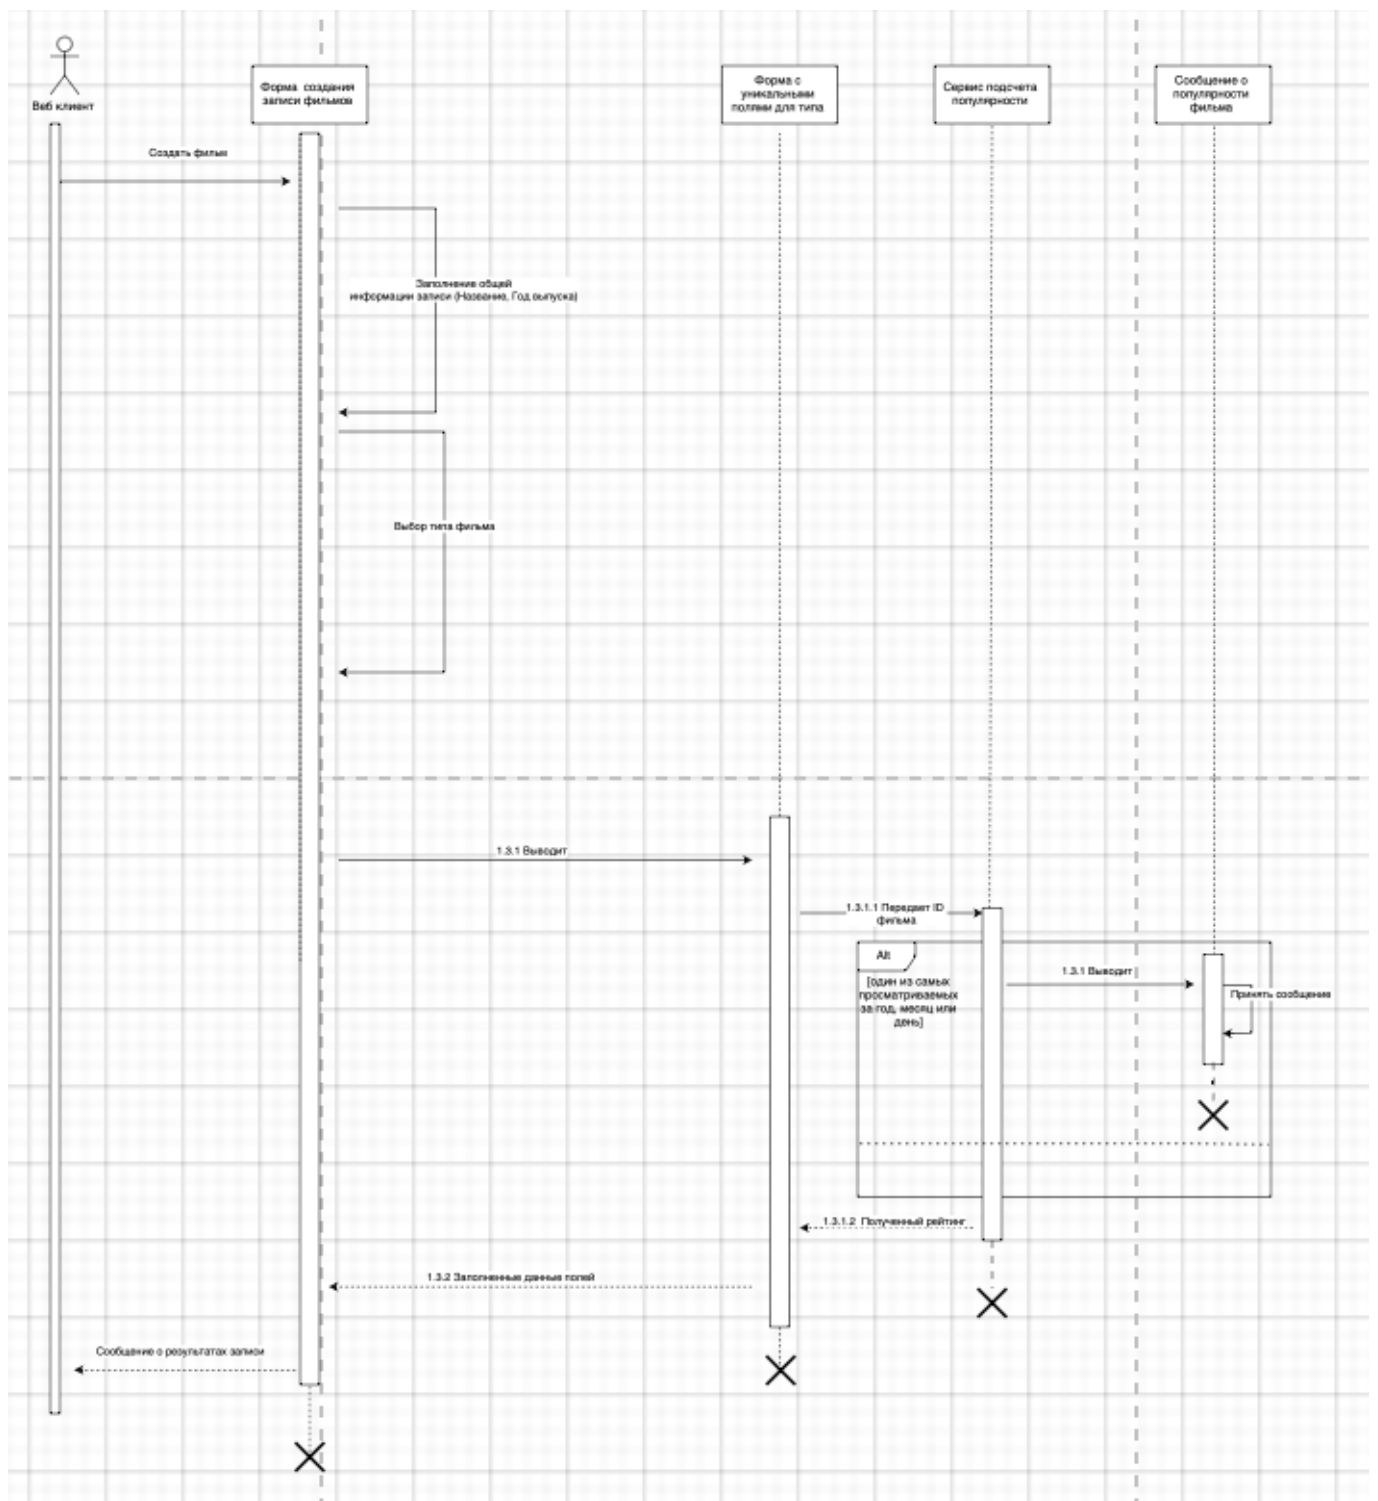 Веб клиент
Форма создания
записи фильмов
Форма с
уникальными
полями для типа
Сервис подсчета
популярности
Сообщение о
популярности
фильма
Создать фильм
Заполнение общей
информации записи (Название, Год выпуска)
Выбор типа фильма
1.3.1 Выводит
1.3.1.1 Передает ID
фильма
Alt
[один из самых
просматриваемых
за год, месяц или
день]
1.3.1 Выводит
Принять сообщение
1.3.1.2 Полученный рейтинг
1.3.2 Заполненные данные полей
Сообщение о результатах записи